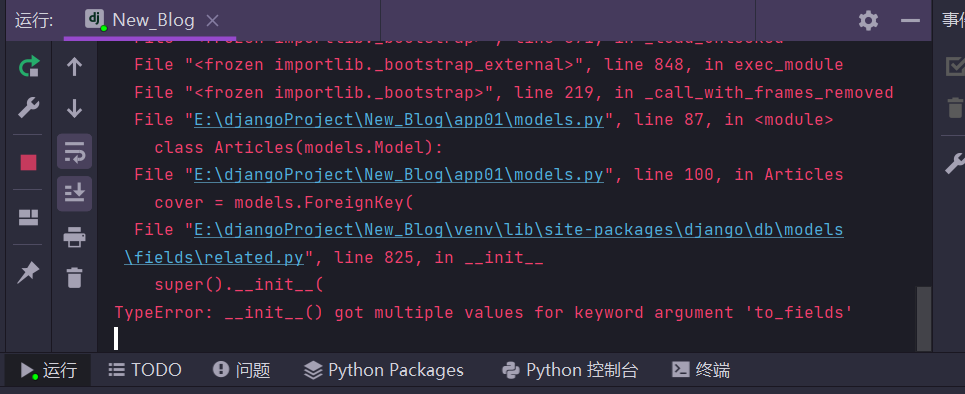 运行: New_Blog 事件
File "<frozen importlib._bootstrap>", line 671, in _load_unlocked
File "<frozen importlib._bootstrap_external>", line 848, in exec_module
File "<frozen importlib._bootstrap>", line 219, in _call_with_frames_removed
File "E:\djangoProject\New_Blog\app01\models.py", line 87, in <module>
class Articles(models.Model):
File "E:\djangoProject\New_Blog\app01\models.py", line 100, in Articles
cover = models.ForeignKey(
File "E:\djangoProject\New_Blog\venv\lib\site-packages\django\db\models
\fields\related.py", line 825, in __init__
super().__init__(
TypeError: __init__() got multiple values for keyword argument 'to_fields'
运行 TODO 问题 Python Packages Python 控制台 终端